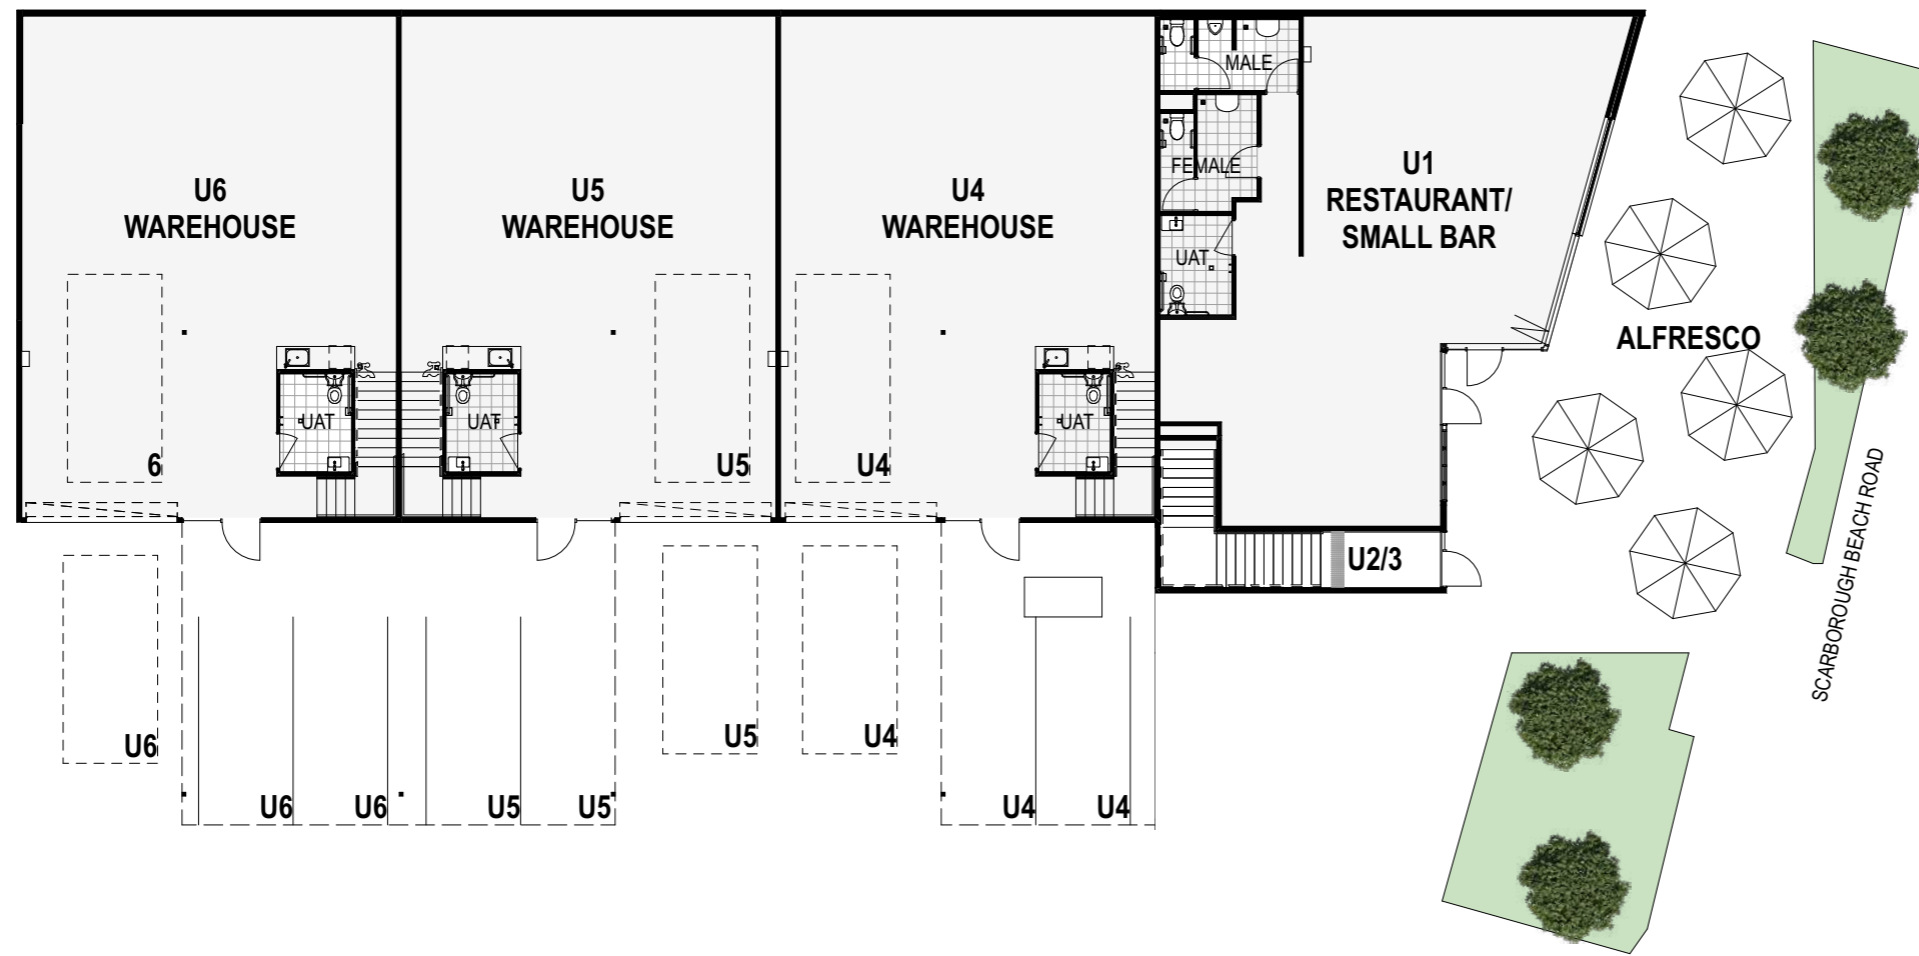 U6
WAREHOUSE
U5
WAREHOUSE
U4
WAREHOUSE
MALE
FEMALE
UAT
U1
RESTAURANT/
SMALL BAR
ALFRESCO
SCARBOROUGH BEACH ROAD
6
UAT
UAT
U5
U4
UAT
U2/3
U6
U5
U4
U6
U6
U5
U5
U4
U4